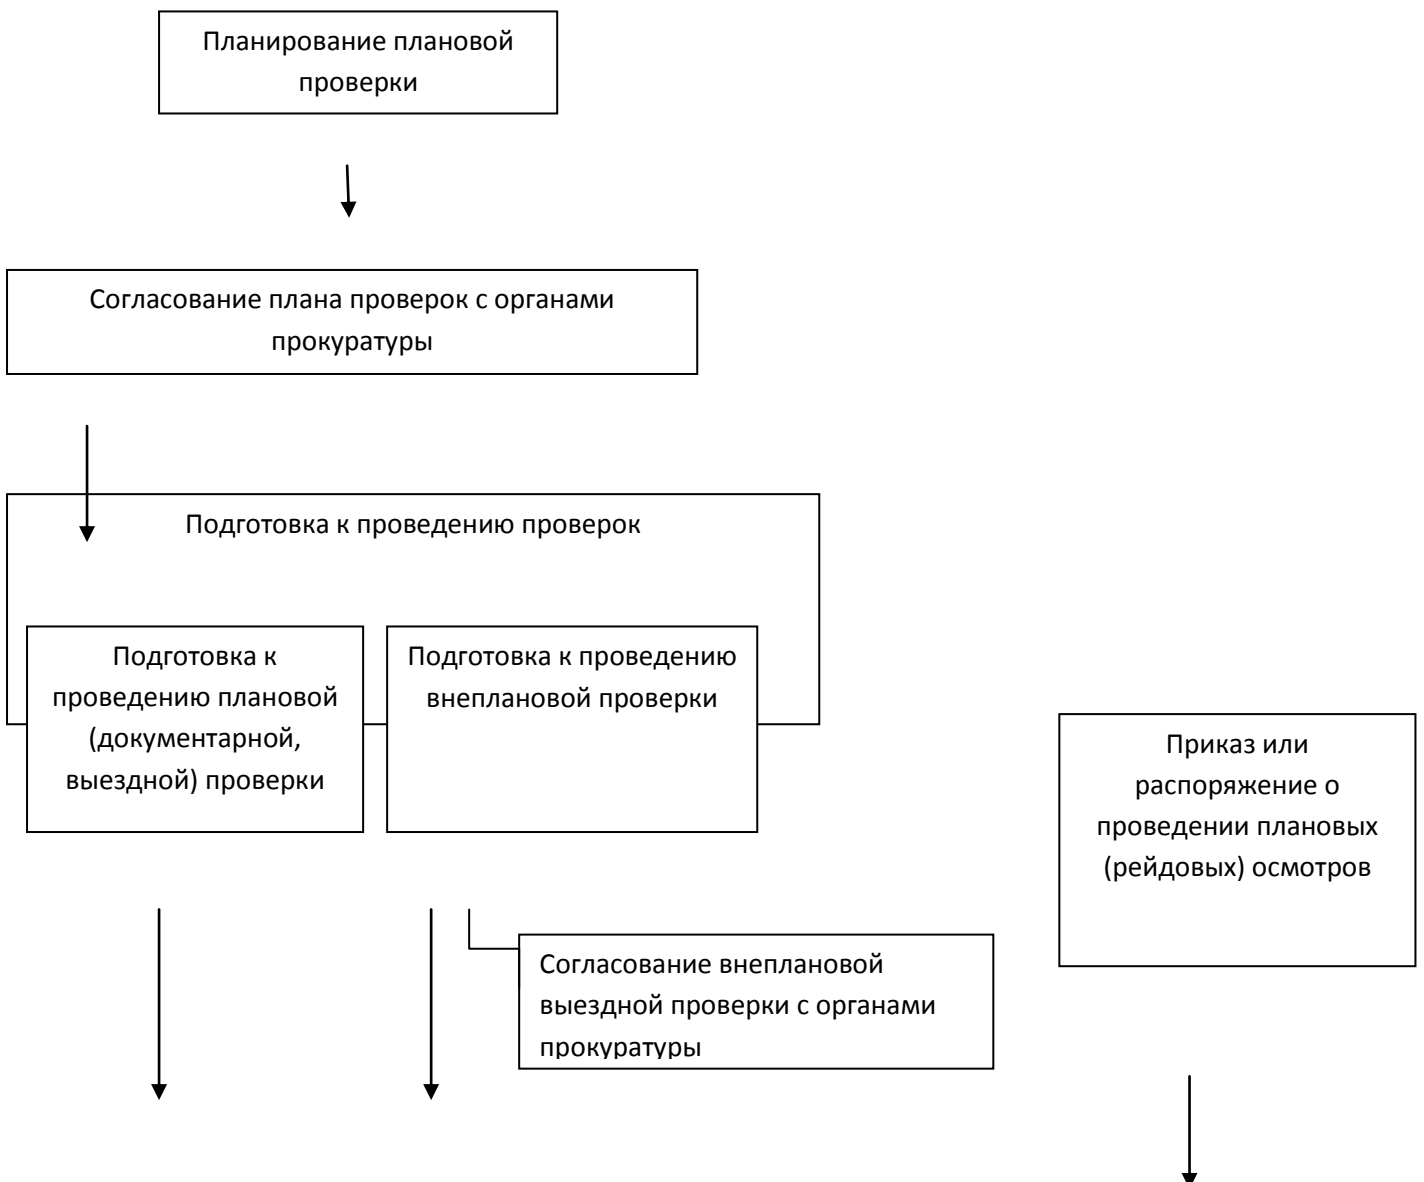 Планирование плановой
проверки
Согласование плана проверок с органами
прокуратуры
Подготовка к проведению проверок
Подготовка к
проведению плановой
(документарной,
выездной) проверки
Подготовка к проведению
внеплановой проверки
Приказ или
распоряжение о
проведении плановых
(рейдовых) осмотров
Согласование внеплановой
выездной проверки с органами
прокуратуры